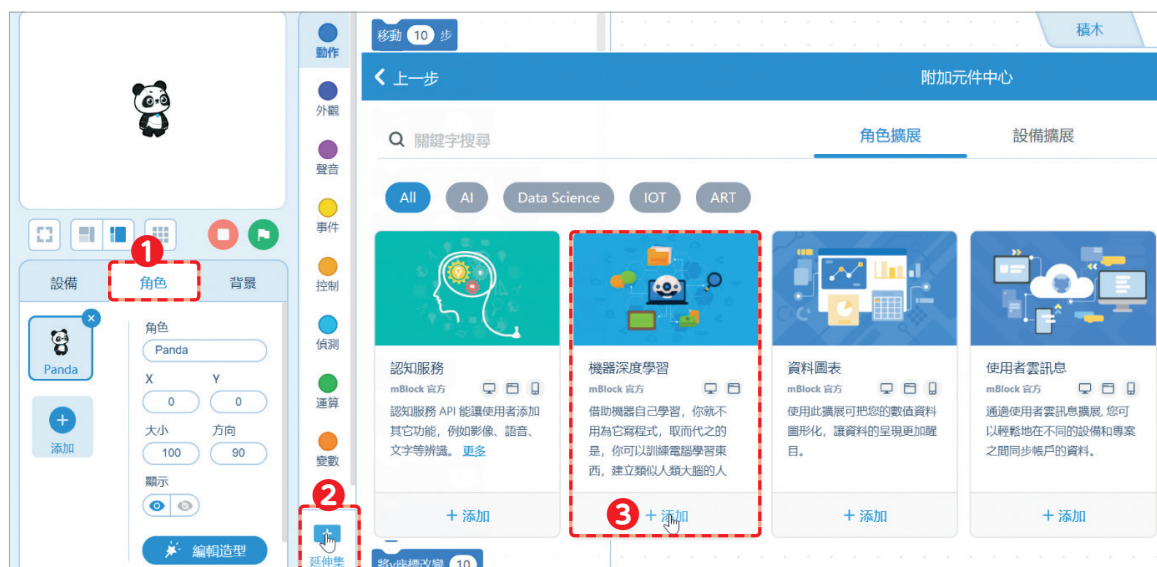 移動 10 步
積木
動作
上一步
附加元件中心
外觀
關鍵字搜尋
角色擴展
設備擴展
聲音
All
AI
Data Science
IOT
ART
事件
1
設備
角色
背景
控制
Panda
角色
Panda
X
Y
0
0
添加
大小
方向
100
90
顯示
編輯造型
偵測
運算
變數
2
延伸集
認知服務
mBlock 官方
認知服務 API 能讓使用者添加
其它功能，例如影像、語音、
文字等辨識。 更多
+ 添加
機器深度學習
mBlock 官方
借助機器自己學習，你就不
用為它寫程式，取而代之的
是，你可以訓練電腦學習東
西，建立類似人類大腦的人
3
+ 添加
資料圖表
mBlock 官方
使用此擴展可把您的數值資料
圖形化，讓資料的呈現更加醒
目。
+ 添加
使用者雲訊息
mBlock 官方
通過使用者雲訊息擴展, 您可
以輕鬆地在不同的設備和專案
之間同步帳戶的資料。
+ 添加
將y座標改變 10